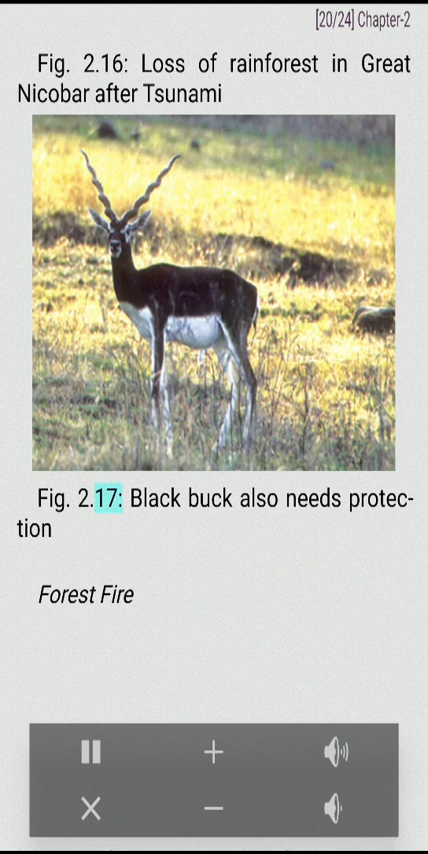 [20/24] Chapter-2
Fig. 2.16: Loss of rainforest in Great
Nicobar after Tsunami
Fig. 2.17: Black buck also needs protec-
tion
Forest Fire